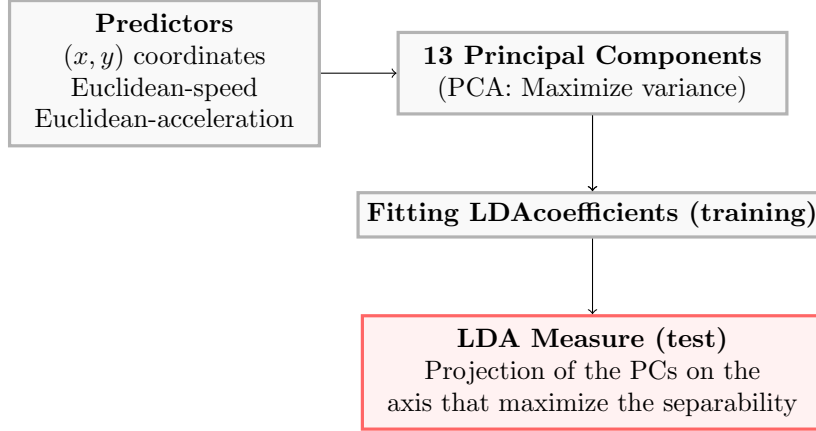 Predictors
(x, y) coordinates
Euclidean-speed
Euclidean-acceleration
13 Principal Components
(PCA: Maximize variance)
Fitting LDAcoefficients (training)
LDA Measure (test)
Projection of the PCs on the
axis that maximize the separability